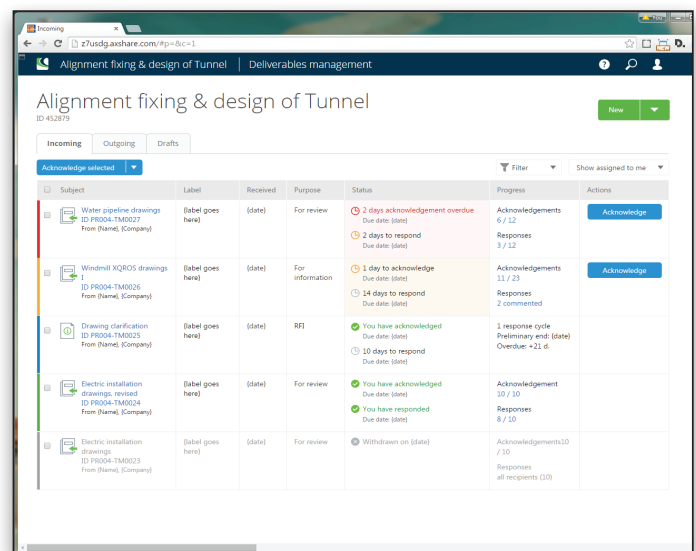 You
Incoming
z7usdg.axshare.com/#p=&c=1
D.
Alignment fixing & design of Tunnel | Deliverables management
?
Alignment fixing & design of Tunnel
ID 452879
New
Incoming Outgoing Drafts
Acknowledge selected
Filter
Show assigned to me
Subject Label Received Purpose Status Progress Actions
Water pipeline drawings
ID PR004-TM0027
From {Name}, {Company}
{label goes
here}
{date}
For review
2 days acknowledgement overdue
Due date: {date}
2 days to respond
Due date: {date}
Acknowledgements
6 / 12
Responses
3 / 12
Acknowledge
Windmill XQROS drawings
!
ID PR004-TM0026
From {Name}, {Company}
{label goes
here}
{date}
For
information
1 day to acknowledge
Due date: {date}
14 days to respond
Due date: {date}
Acknowledgements
11 / 23
Responses
2 commented
Acknowledge
Drawing clarification
ID PR004-TM0025
From {Name}, {Company}
{label goes
here}
{date}
RFI
You have acknowledged
Due date: {date}
10 days to respond
Due date: {date}
1 response cycle
Preliminary end: {date}
Overdue: +21 d.
Electric installation
drawings, revised
ID PR004-TM0024
From {Name}, {Company}
{label goes
here}
{date}
For review
You have acknowledged
Due date: {date}
You have responded
Due date: {date}
Acknowledgement
10 / 10
Responses
8 / 10
Electric installation
drawings
ID PR004-TM0023
From {Name}, {Company}
{label goes
here}
{date}
For review
Withdrawn on {date}
Acknowledgements10
/ 10
Responses
all recipients (10)